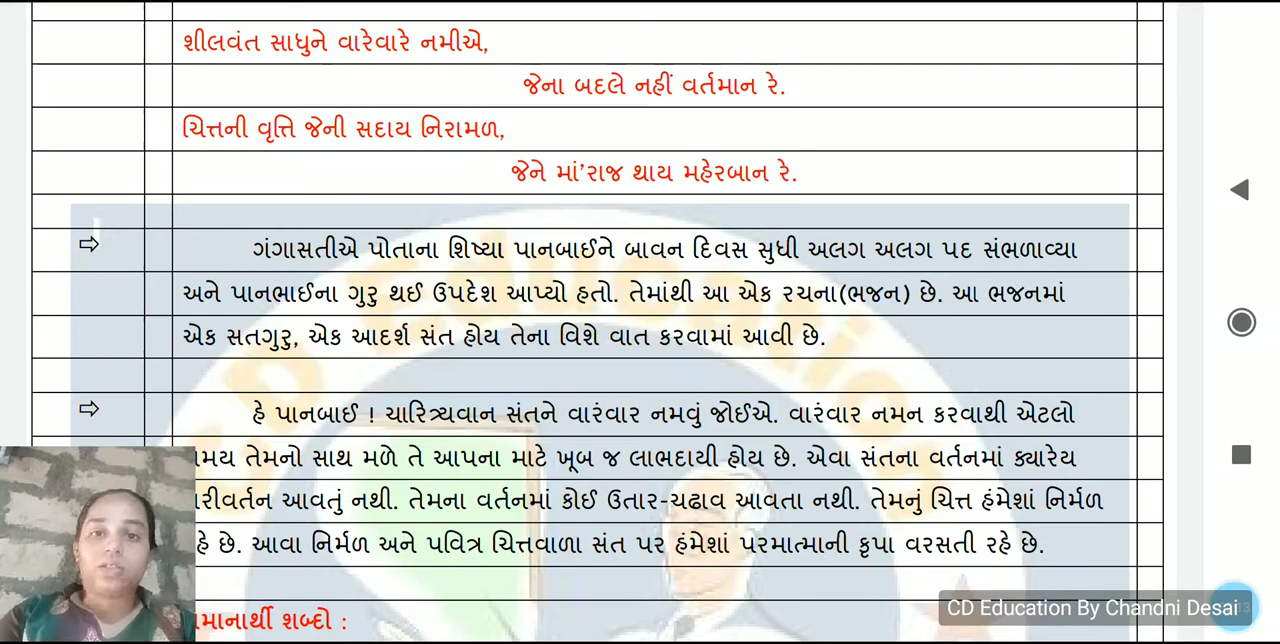 શીલવંત સાધુને વારેવારે નમીએ,
જેના બદલે નહીં વર્તમાન રે.
ચિત્તની વૃત્તિ જેની સદાય નિરામળ,
જેને માં'રાજ થાય મહેરબાન રે.
⇨ ગંગાસતીએ પોતાના શિષ્યા પાનબાઈને બાવન દિવસ સુધી અલગ અલગ પદ સંભળાવ્યા
અને પાનભાઈના ગુરુ થઈ ઉપદેશ આપ્યો હતો. તેમાંથી આ એક રચના(ભજન) છે. આ ભજનમાં
એક સતગુરુ, એક આદર્શ સંત હોય તેના વિશે વાત કરવામાં આવી છે.
⇨ હે પાનબાઈ ! ચારિત્ર્યવાન સંતને વારંવાર નમવું જોઈએ. વારંવાર નમન કરવાથી એટલો
તેમનો સાથ મળે તે આપના માટે ખૂબ જ લાભદાયી હોય છે. એવા સંતના વર્તનમાં ક્યારેય
આવતું નથી. તેમના વર્તનમાં કોઈ ઉતાર-ચઢાવ આવતા નથી. તેમનું ચિત્ત હંમેશાં નિર્મળ
છે. આવા નિર્મળ અને પવિત્ર ચિત્તવાળા સંત પર હંમેશાં પરમાત્માની કૃપા વરસતી રહે છે.
શબ્દો :
CD Education By Chandni Desai